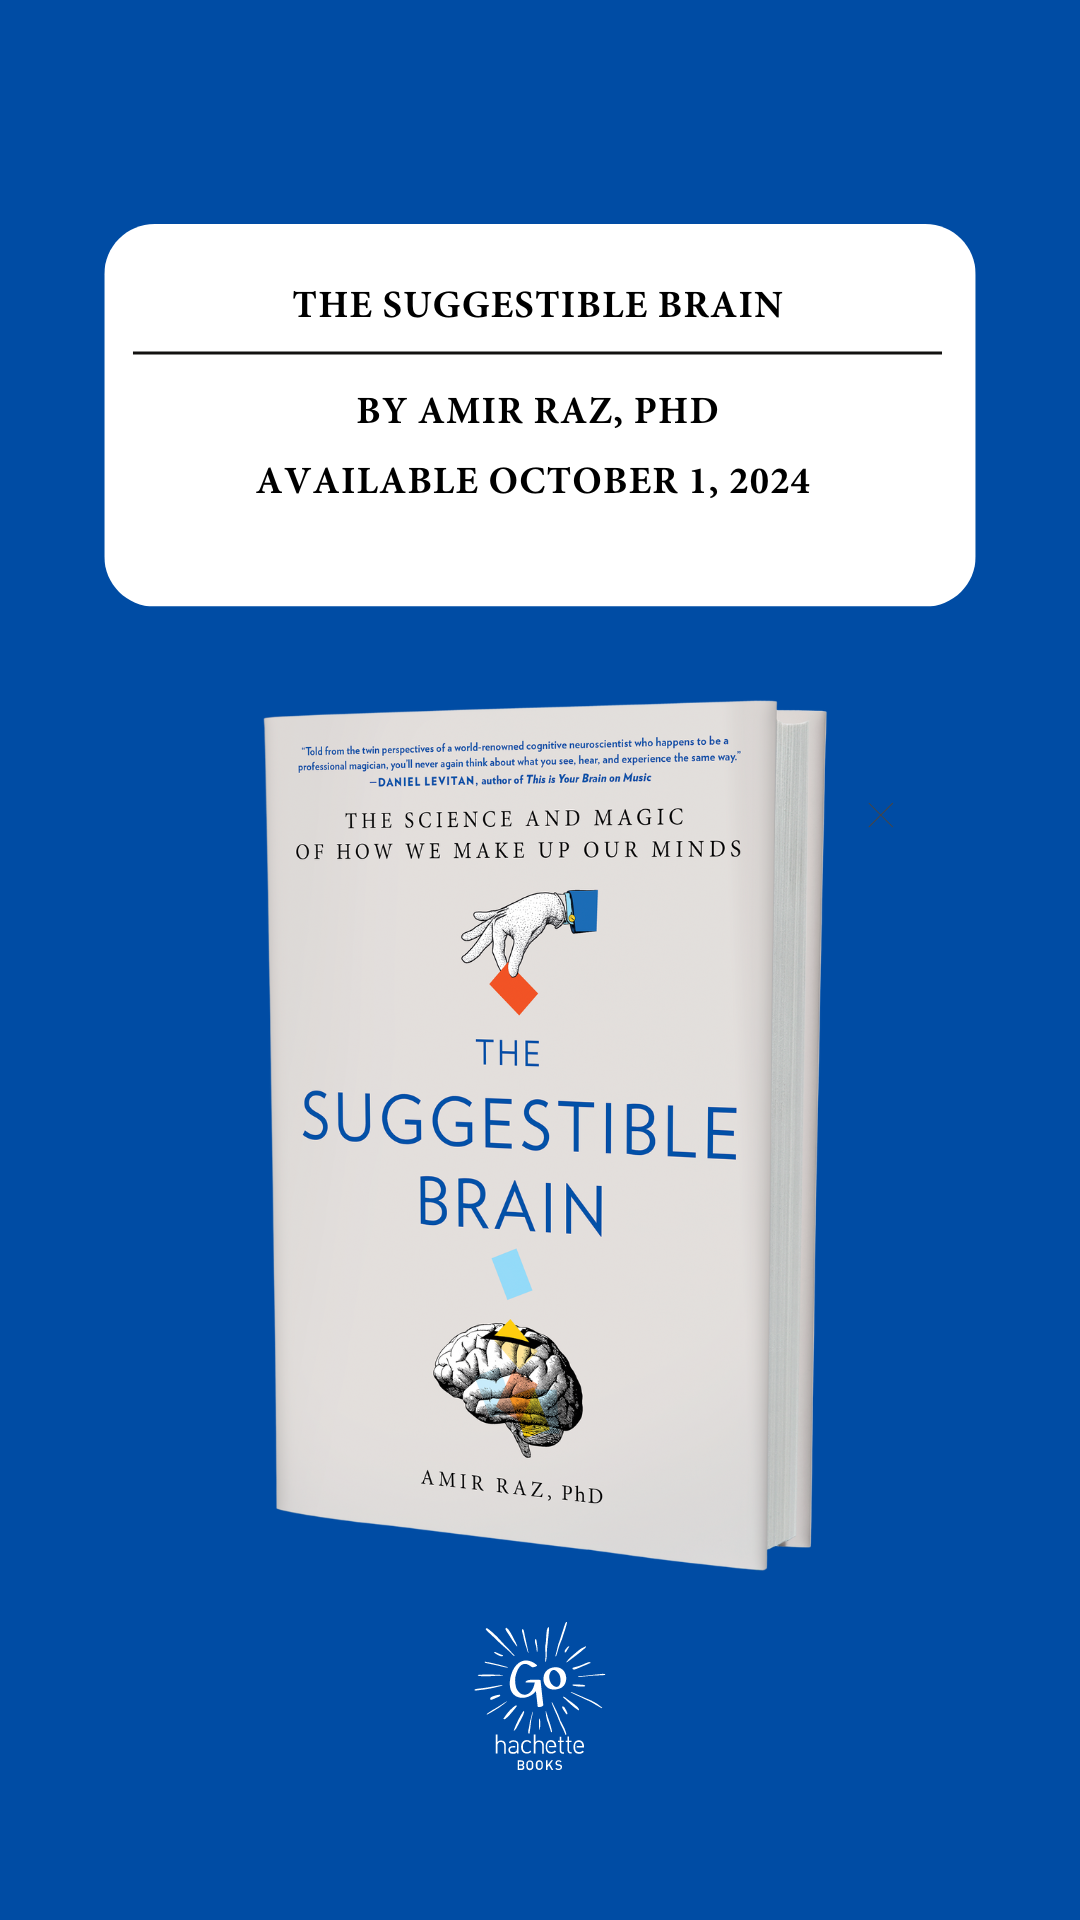 THE SUGGESTIBLE BRAIN
BY AMIR RAZ, PHD
AVAILABLE OCTOBER 1, 2024
“Told from the twin perspectives of a world-renowned cognitive neuroscientist who happens to be a
professional magician, you’ll never again think about what you see, hear, and experience the same way.”
—DANIEL LEVITAN, author of This is Your Brain on Music
THE SCIENCE AND MAGIC
OF HOW WE MAKE UP OUR MINDS
THE
SUGGESTIBLE
BRAIN
AMIR RAZ, PhD
Go
hachette
BOOKS